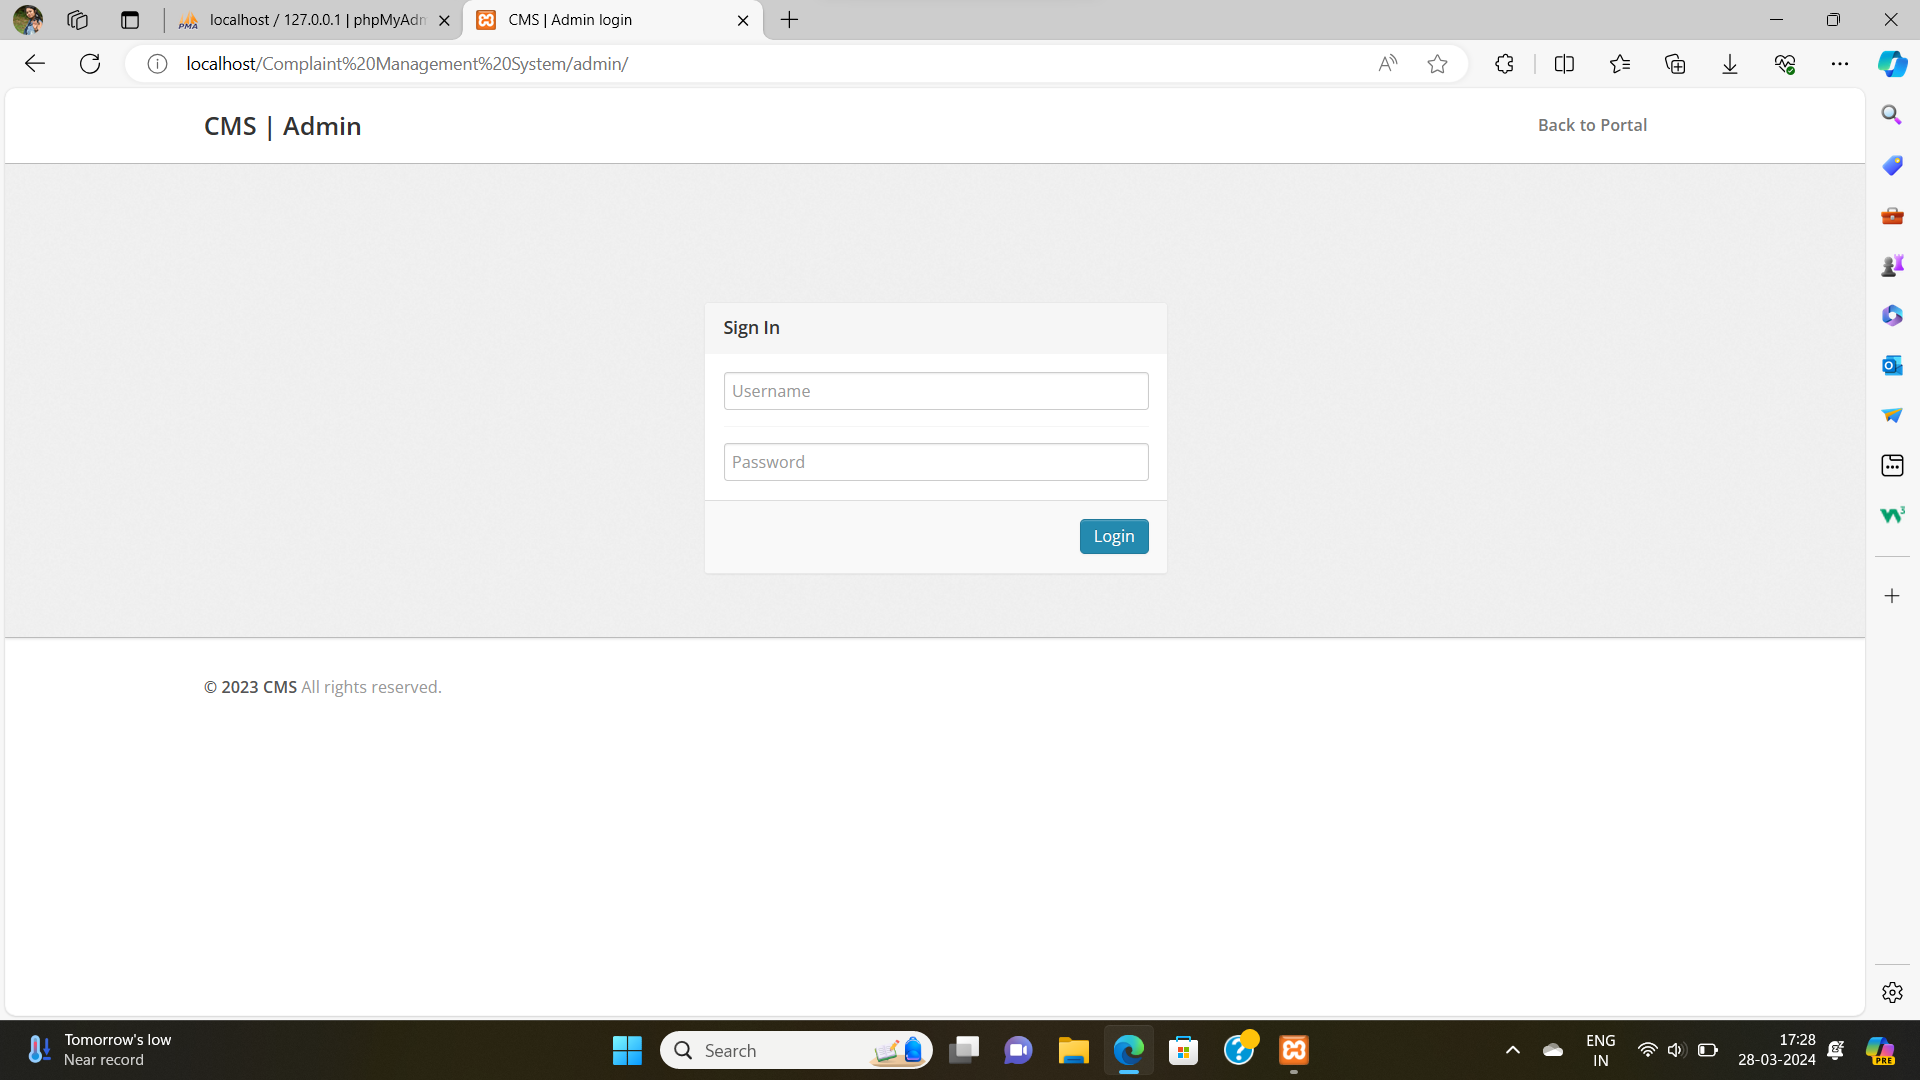 localhost / 127.0.0.1 | phpMyAdm
CMS | Admin login
localhost/Complaint%20Management%20System/admin/
CMS | Admin
Back to Portal
Sign In
Username
Password
Login
© 2023 CMS All rights reserved.
Tomorrow's low
Near record
Search
ENG
IN
17:28
28-03-2024
PRE